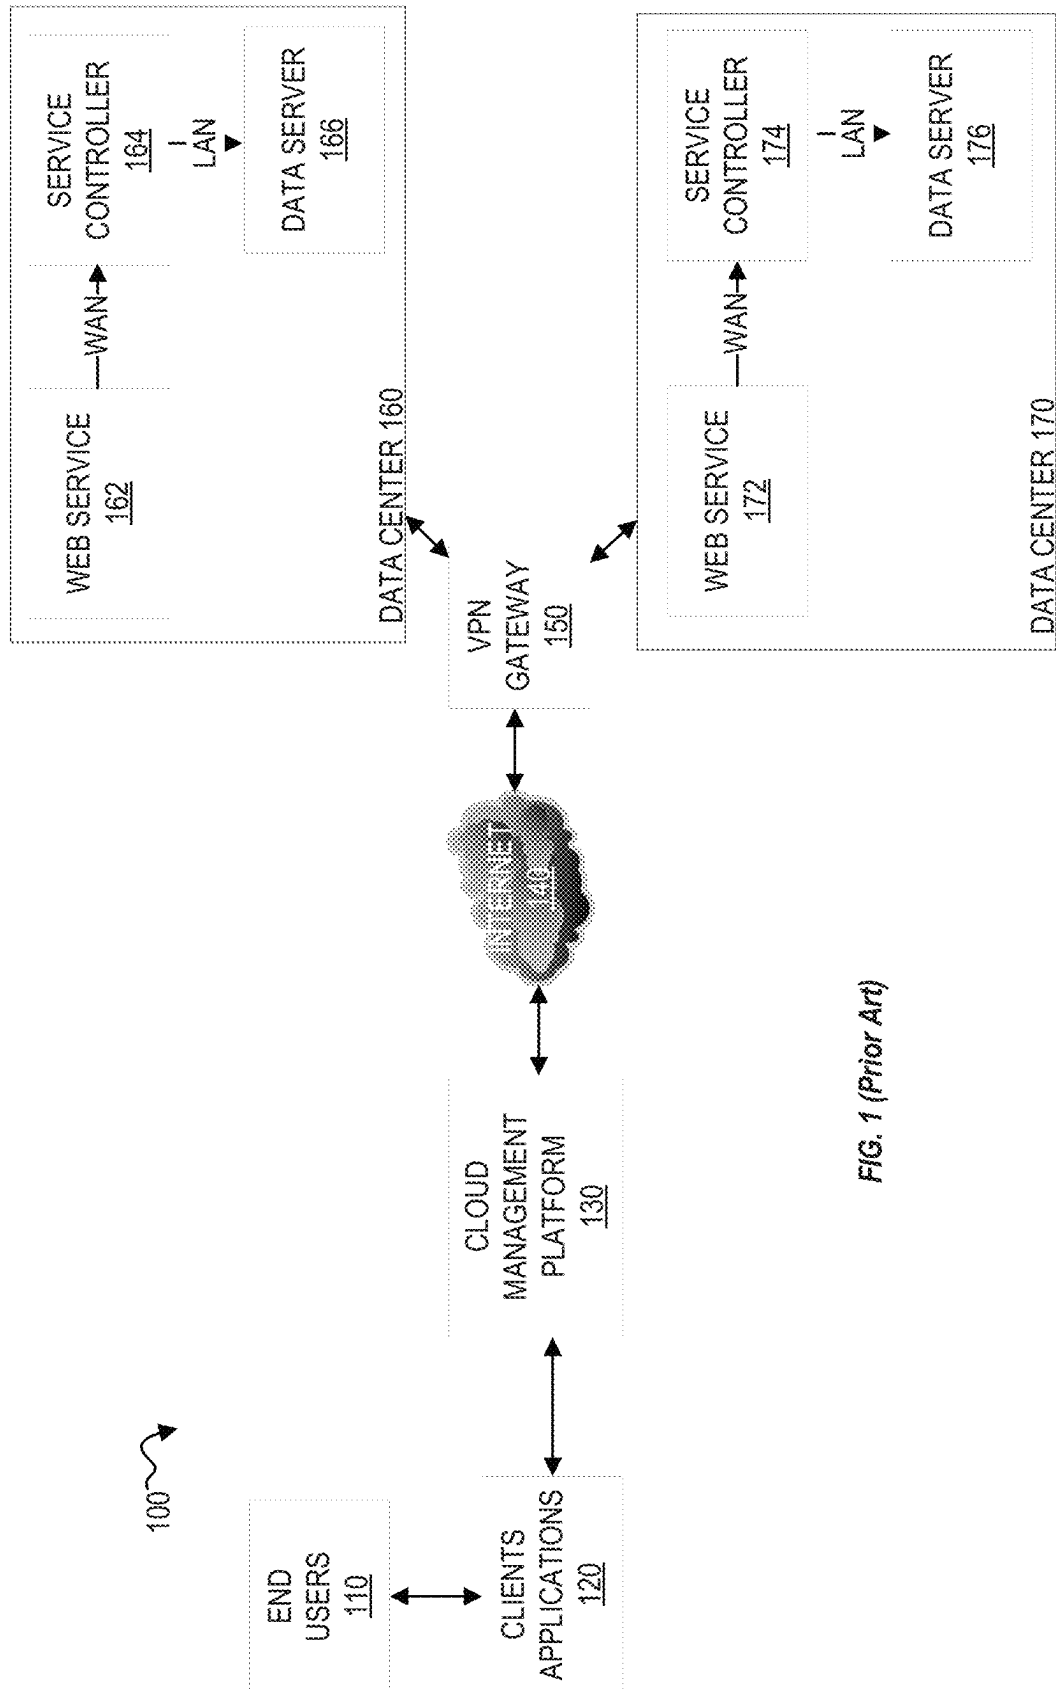 100
END
USERS
110
CLIENTS
APPLICATIONS
120
CLOUD
MANAGEMENT
PLATFORM
130
INTERNET
140
VPN
GATEWAY
150
WEB SERVICE
162
WAN
SERVICE
CONTROLLER
164
LAN
DATA SERVER
166
DATA CENTER 160
WEB SERVICE
172
WAN
SERVICE
CONTROLLER
174
LAN
DATA SERVER
176
DATA CENTER 170
FIG. 1 (Prior Art)